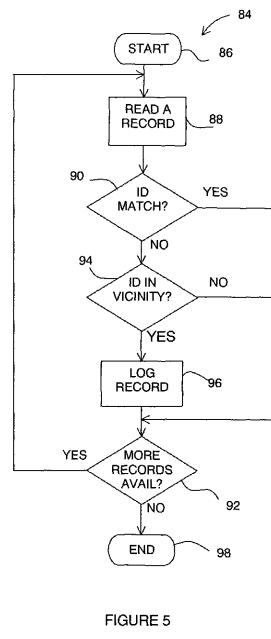 84
START
86
READ A
RECORD
88
90
ID
MATCH?
YES
NO
94
ID IN
VICINITY?
NO
YES
LOG
RECORD
96
YES
MORE
RECORDS
AVAIL?
92
NO
END
98
FIGURE 5